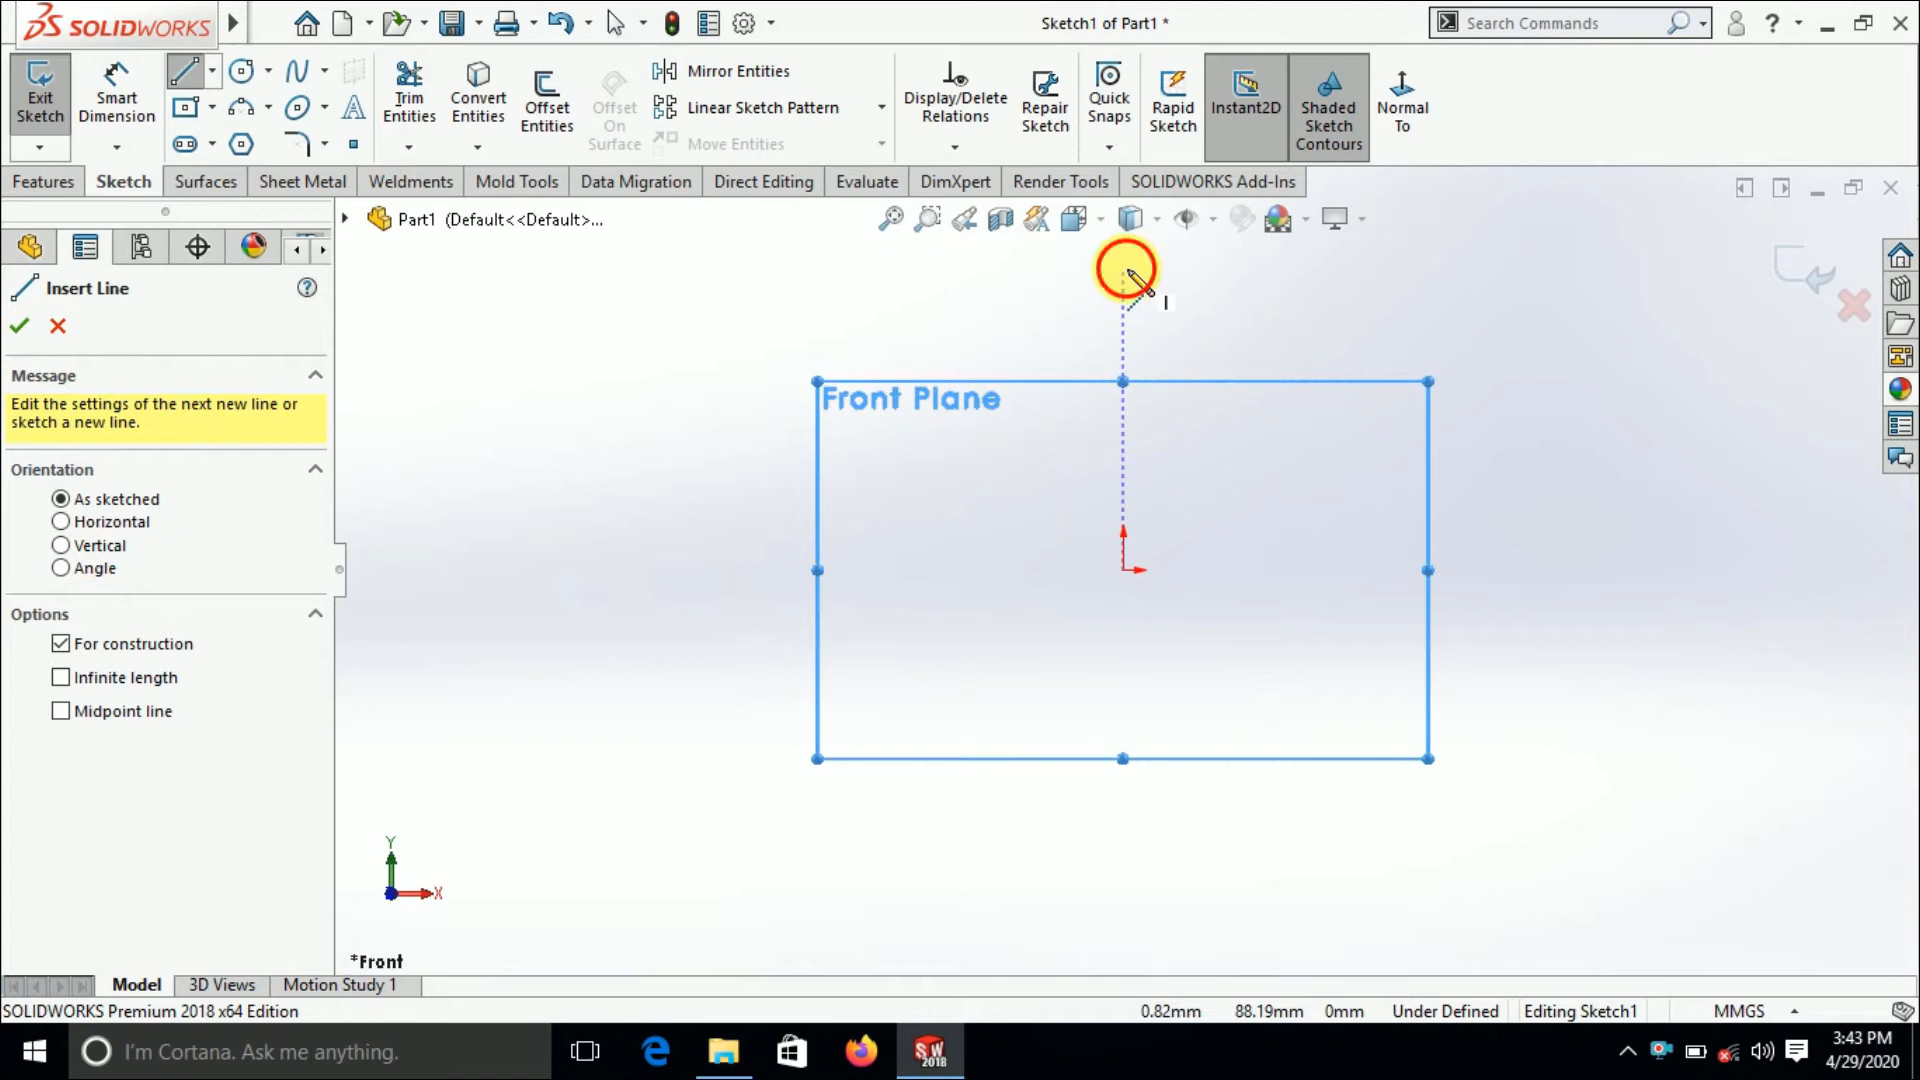 SOLIDWORKS
Sketch1 of Part1 *
Search Commands
?
Exit Sketch
Smart Dimension
Trim Entities
Convert Entities
Offset Entities
Offset On Surface
Mirror Entities
Linear Sketch Pattern
Move Entities
Display/Delete Relations
Repair Sketch
Quick Snaps
Rapid Sketch
Instant2D
Shaded Sketch Contours
Normal To
Features
Sketch
Surfaces
Sheet Metal
Weldments
Mold Tools
Data Migration
Direct Editing
Evaluate
DimXpert
Render Tools
SOLIDWORKS Add-Ins
Part1 (Default<<Default>...
Insert Line
?
Message
Edit the settings of the next new line or
sketch a new line.
Orientation
As sketched
Horizontal
Vertical
Angle
Options
For construction
Infinite length
Midpoint line
Front Plane
Y
X
*Front
Model
3D Views
Motion Study 1
SOLIDWORKS Premium 2018 x64 Edition
0.82mm
88.19mm
0mm
Under Defined
Editing Sketch1
MMGS
I'm Cortana. Ask me anything.
SW
2018
3:43 PM
4/29/2020